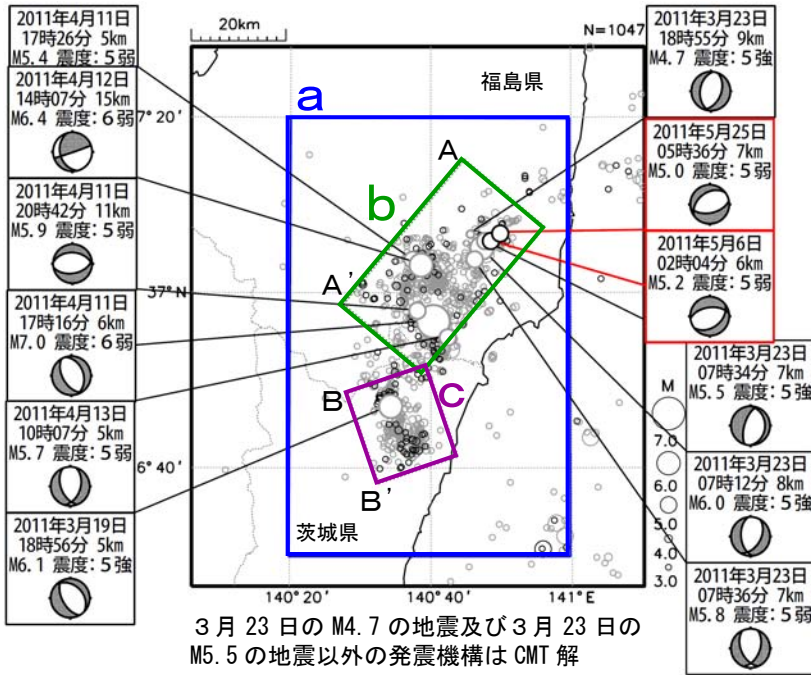 2011年4月11日
17時26分 5km
M5.4 震度：5弱
2011年4月12日
14時07分 15km
M6.4 震度：6弱
2011年4月11日
20時42分 11km
M5.9 震度：5弱
2011年4月11日
17時16分 6km
M7.0 震度：6弱
2011年4月13日
10時07分 5km
M5.7 震度：5弱
2011年3月19日
18時56分 5km
M6.1 震度：5強
20km
N=1047
福島県
a
A
b
A'
B
c
B'
茨城県
7°20'
37°N
6°40'
140°20'
140°40'
141°E
2011年3月23日
18時55分 9km
M4.7 震度：5強
2011年5月25日
05時36分 7km
M5.0 震度：5弱
2011年5月6日
02時04分 6km
M5.2 震度：5弱
2011年3月23日
07時34分 7km
M5.5 震度：5強
2011年3月23日
07時12分 8km
M6.0 震度：5強
2011年3月23日
07時36分 7km
M5.8 震度：5弱
M
7.0
6.0
5.0
4.0
3.0
３月 23 日の M4.7 の地震及び３月 23 日の
M5.5 の地震以外の発震機構は CMT 解